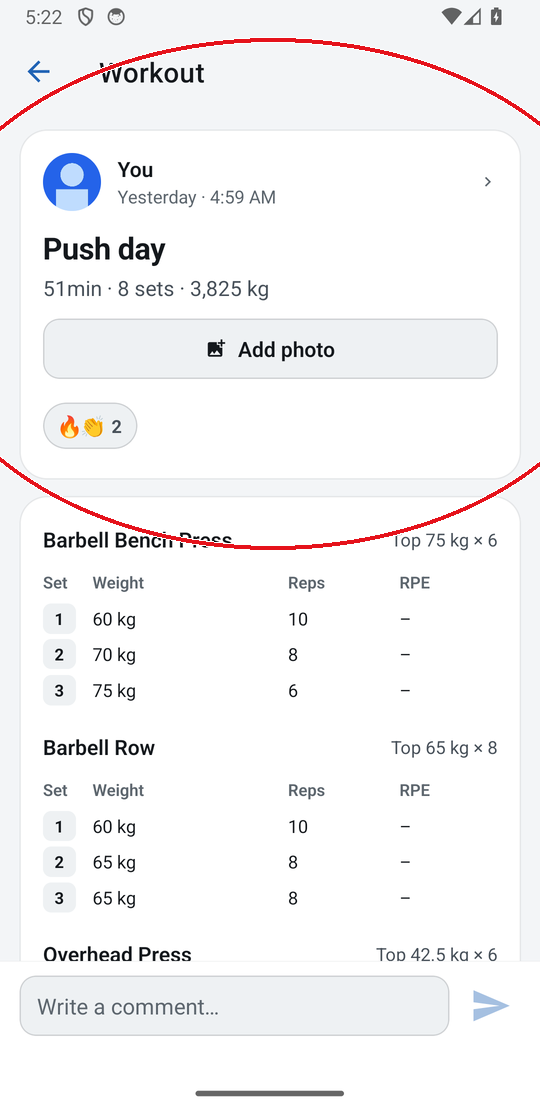 5:22
Workout
You
Yesterday · 4:59 AM
Push day
51min · 8 sets · 3,825 kg
Add photo
🔥👏 2
Barbell Bench Press Top 75 kg × 6
Set Weight Reps RPE
1 60 kg 10 –
2 70 kg 8 –
3 75 kg 6 –
Barbell Row Top 65 kg × 8
Set Weight Reps RPE
1 60 kg 10 –
2 65 kg 8 –
3 65 kg 8 –
Overhead Press Top 42.5 kg × 6
Write a comment...